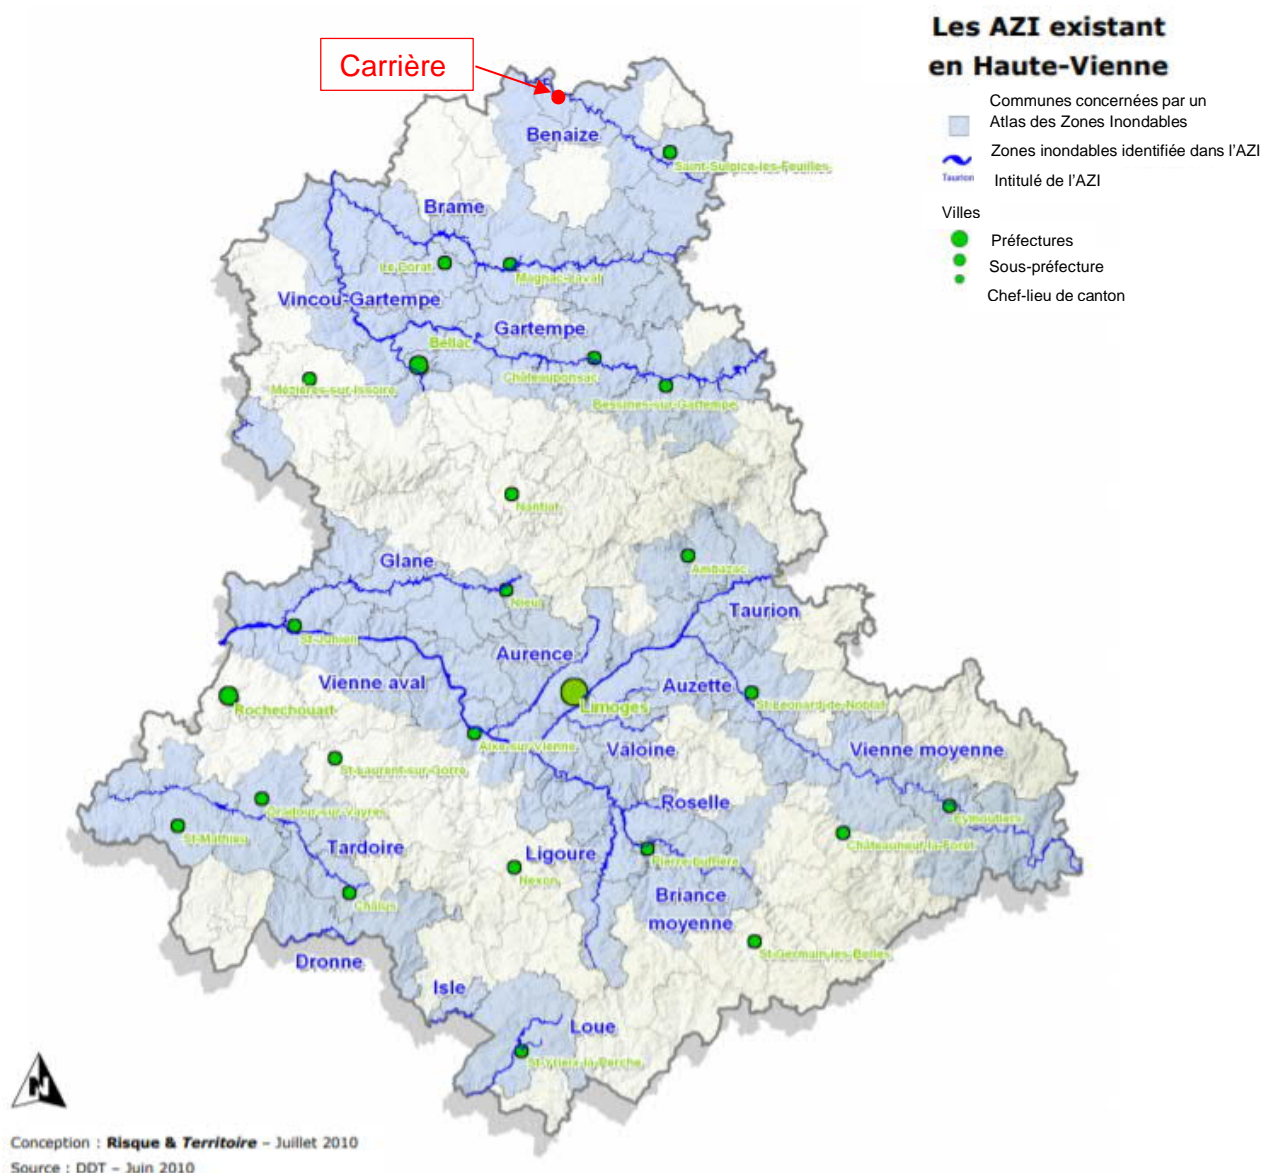 Les AZI existant
en Haute-Vienne
Communes concernées par un
Atlas des Zones Inondables
Zones inondables identifiée dans l'AZI
Taurion
Intitulé de l'AZI
Villes
Préfectures
Sous-préfecture
Chef-lieu de canton
Carrière
Benaize
Saint-Sulpice-les-Feuilles
Brame
Le Dorat
Magnac-Laval
Vincou-Gartempe
Gartempe
Bellac
Châteauponsac
Mézières-sur-Issoire
Bessines-sur-Gartempe
Nantiat
Ambazac
Glane
Nieul
Taurion
St-Junien
Aurence
Vienne aval
Auzette
Limoges
St-Léonard-de-Noblat
Rochechouart
Aixe-sur-Vienne
Valoine
Vienne moyenne
St-Laurent-sur-Gorre
Roselle
Oradour-sur-Vayres
Eymoutiers
St-Mathieu
Châteauneuf-la-Forêt
Tardoire
Ligoure
Pierre-buffière
Nexon
Châlus
Briance
moyenne
St-Germain-les-Belles
Dronne
Isle
Loue
St-Yrieix-la-Perche
N
Conception : Risque & Territoire – Juillet 2010
Source : DDT – Juin 2010